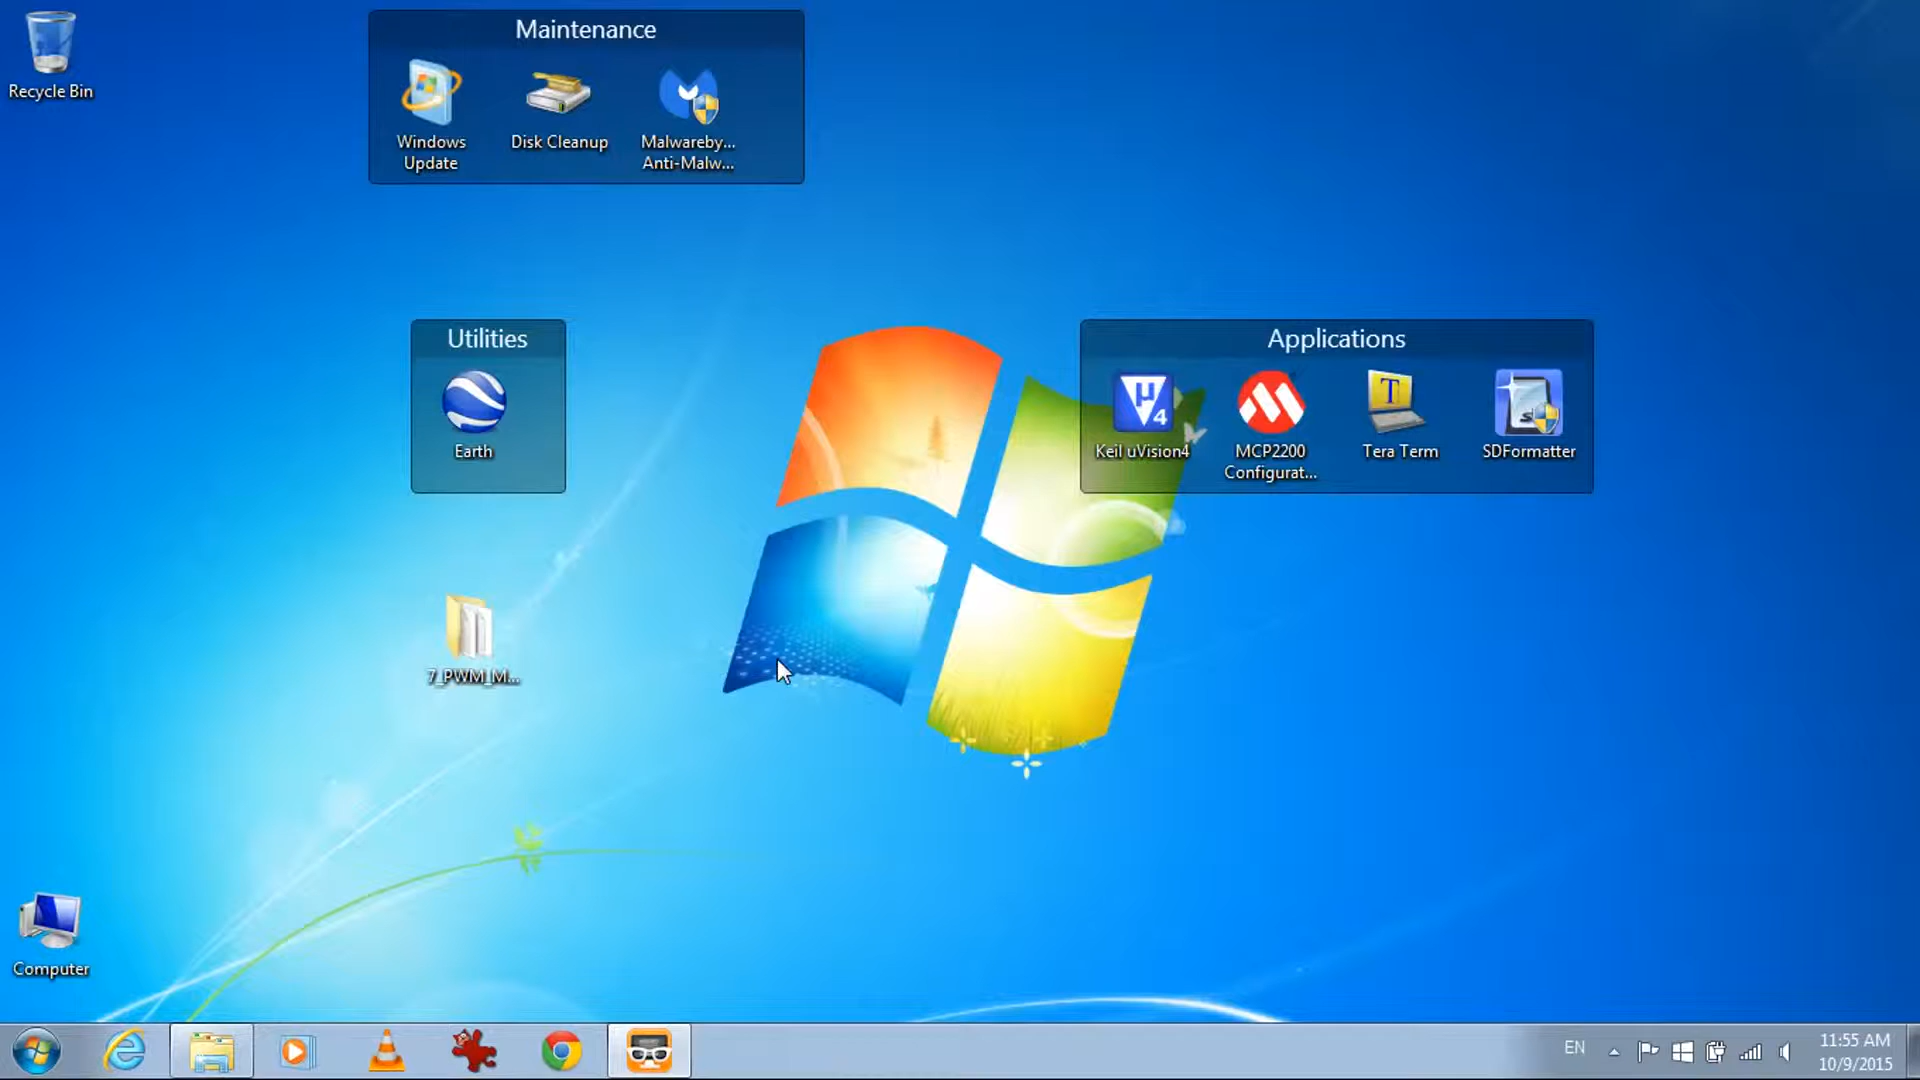 Recycle Bin
Maintenance
Windows
Update
Disk Cleanup
Malwareby...
Anti-Malw...
Utilities
Earth
Applications
μ
4
Keil uVision4
MCP2200
Configurat...
T
Tera Term
SDFormatter
7_PWM_M...
Computer
EN
11:55 AM
10/9/2015